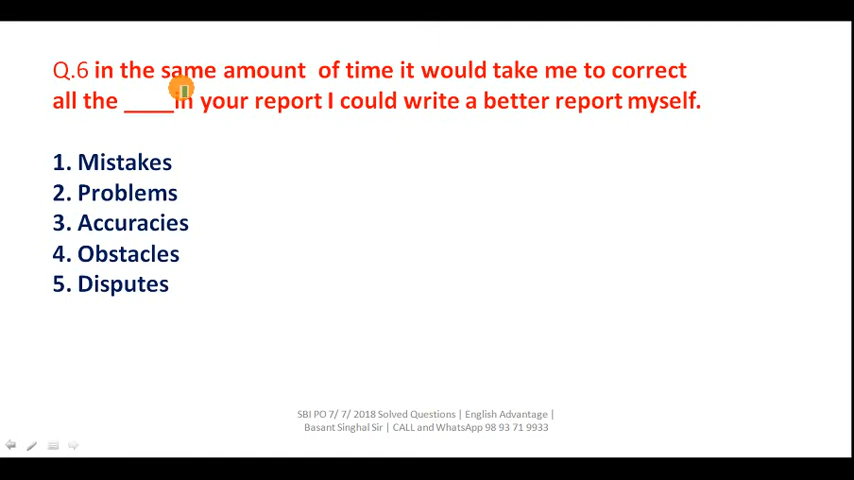 Q.6 in the same amount of time it would take me to correct
all the ____in your report I could write a better report myself.
1. Mistakes
2. Problems
3. Accuracies
4. Obstacles
5. Disputes
SBI PO 7/ 7/ 2018 Solved Questions | English Advantage |
Basant Singhal Sir | CALL and WhatsApp 98 93 71 9933